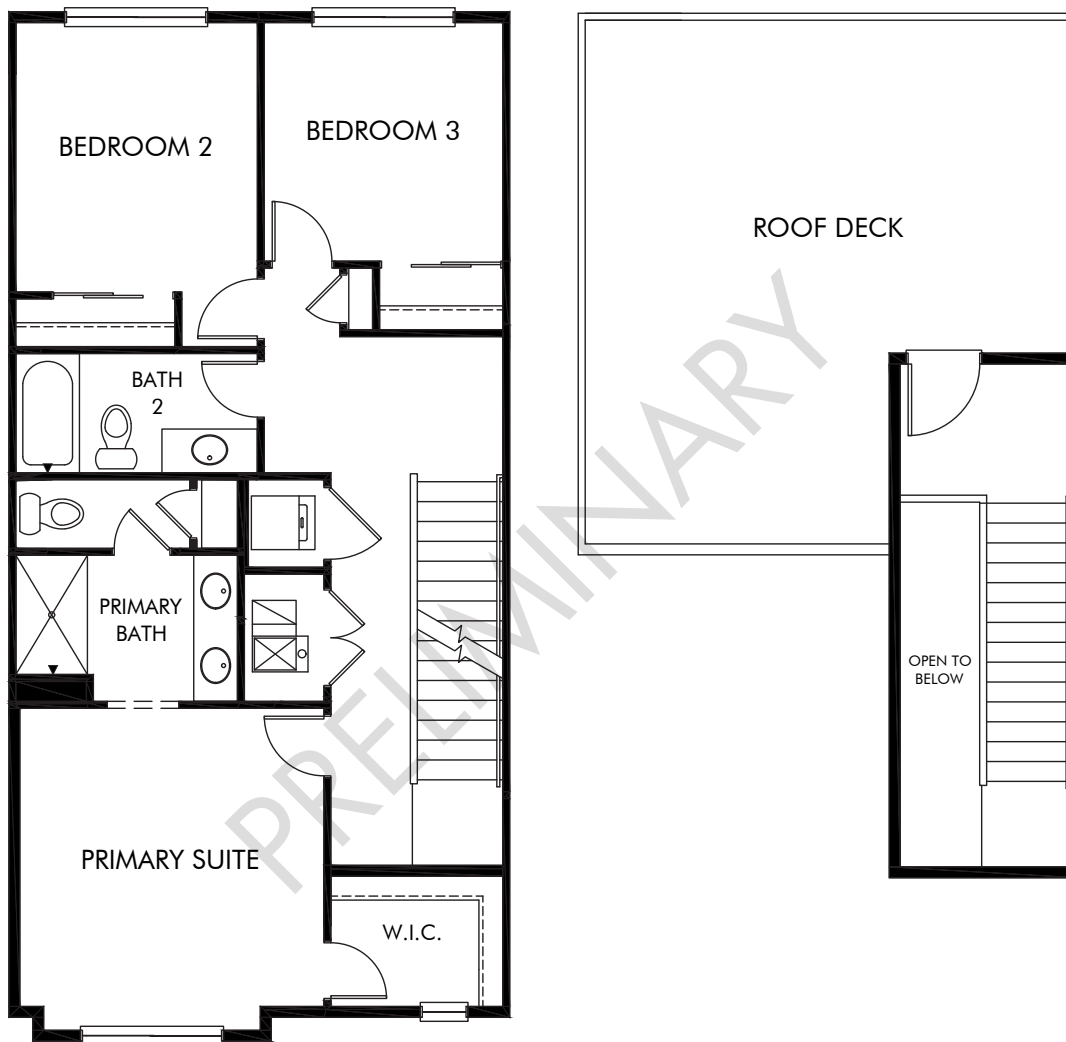 BEDROOM 2
BEDROOM 3
ROOF DECK
BATH
2
PRIMARY
BATH
OPEN TO
BELOW
PRIMARY SUITE
W.I.C.
PRELIMINARY